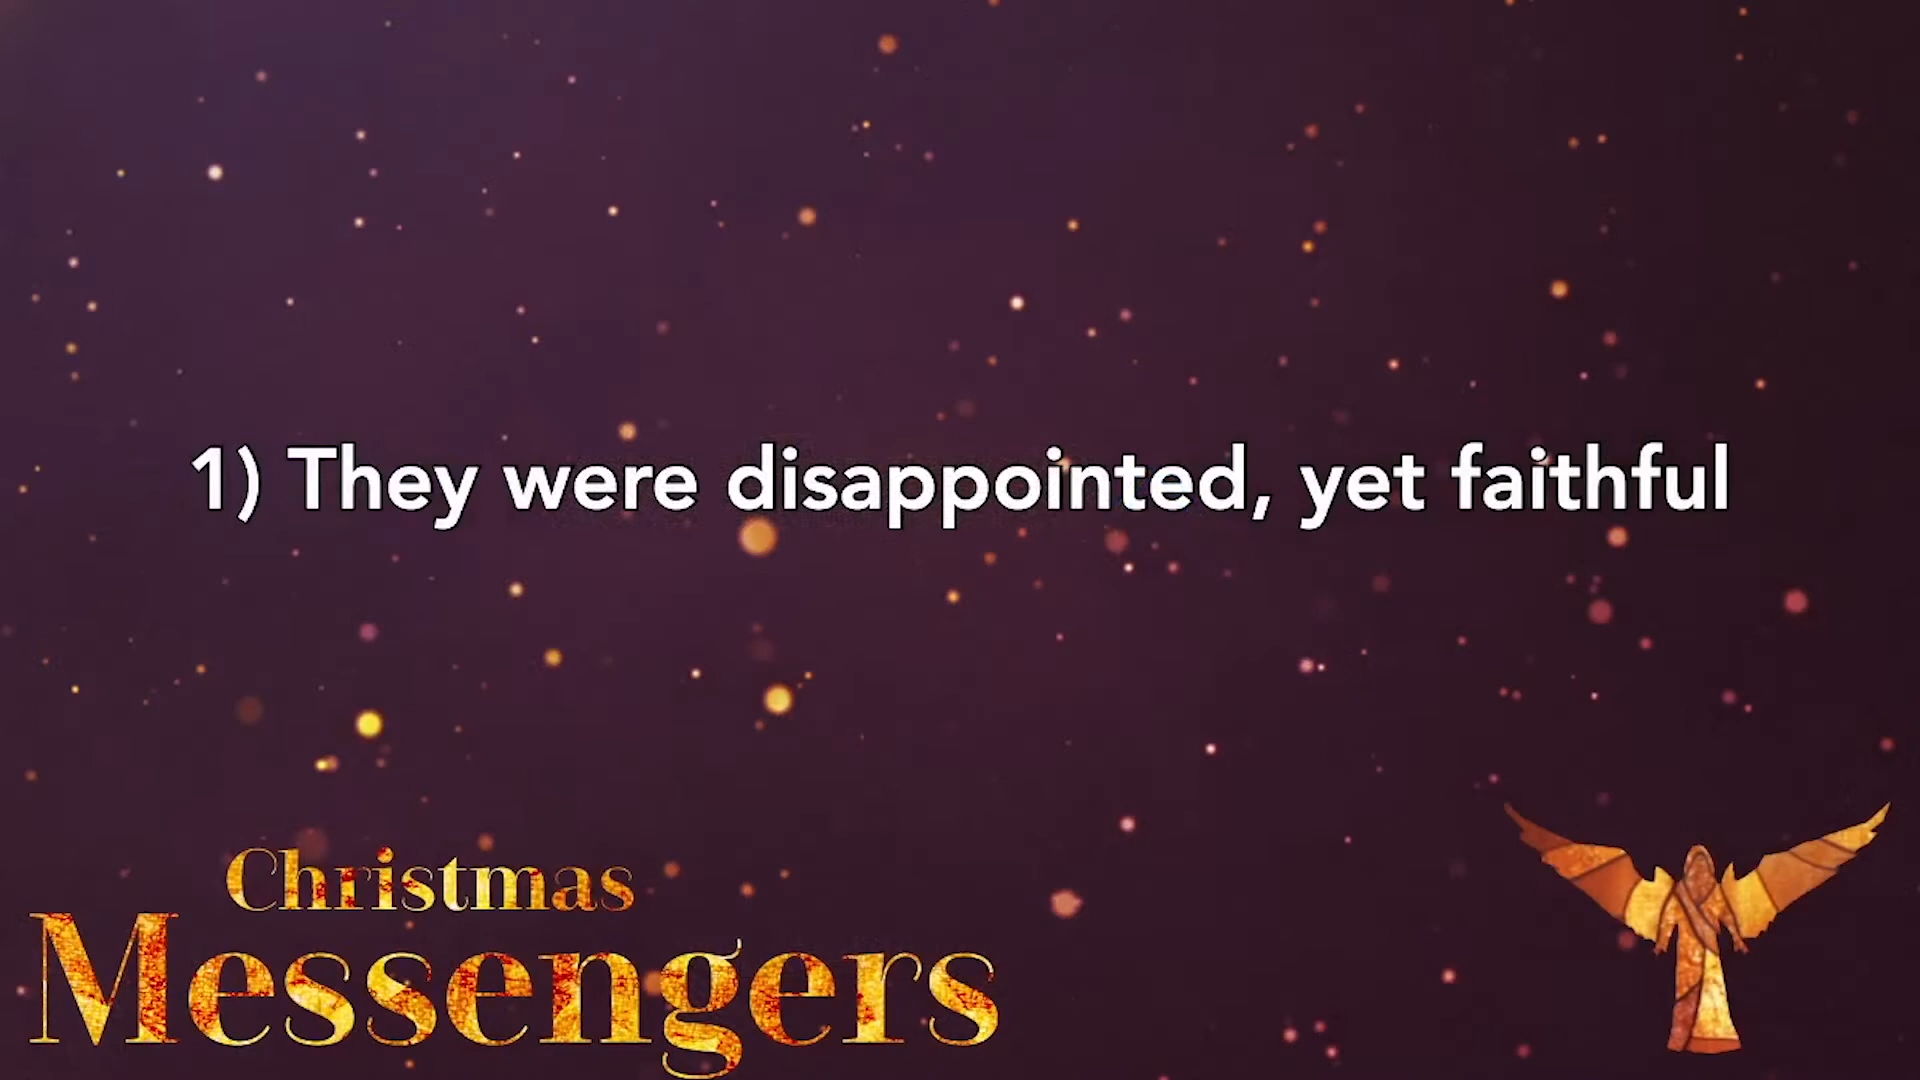 1) They were disappointed, yet faithful
Christmas
Messengers